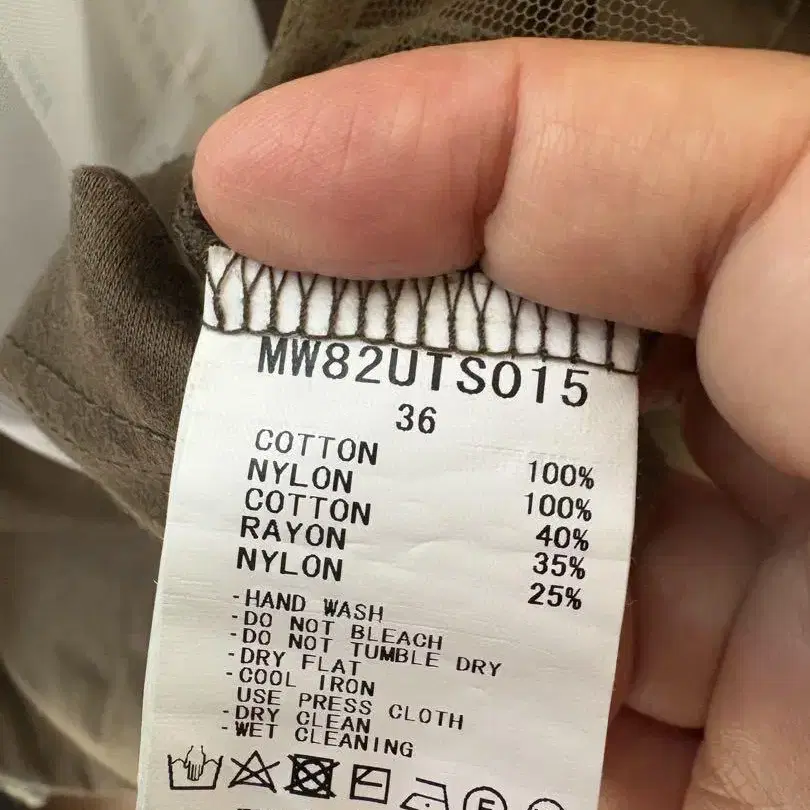 MW82UTS015
36
COTTON 100%
NYLON 100%
COTTON 40%
RAYON 35%
NYLON 25%
-HAND WASH
-DO NOT BLEACH
-DO NOT TUMBLE DRY
-DRY FLAT
-COOL IRON
USE PRESS CLOTH
-DRY CLEAN
-WET CLEANING